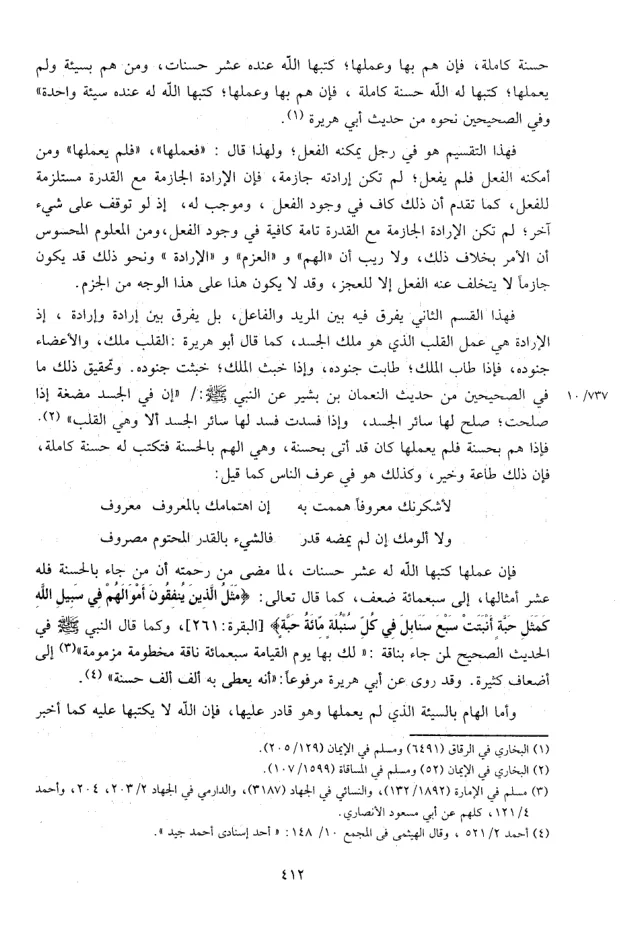 حسنة كاملة، فإن هم بها وعملها؛ كتبها اللّه عنده عشر حسنات، ومن هم بسيئة ولم
يعملها؛ كتبها له اللّه حسنة كاملة ، فإن هم بها وعملها؛ كتبها اللّه له عنده سيئة واحدة»
وفي الصحيحين نحوه من حديث أبي هريرة (١).
فهذا التقسيم هو في رجل يمكنه الفعل؛ ولهذا قال : «فعملها»، «فلم يعملها» ومن
أمكنه الفعل فلم يفعل؛ لم تكن إرادته جازمة، فإن الإرادة الجازمة مع القدرة مستلزمة
للفعل، كما تقدم أن ذلك كاف في وجود الفعل ، وموجب له، إذ لو توقف على شيء
آخر؛ لم تكن الإرادة الجازمة مع القدرة تامة كافية في وجود الفعل،ومن المعلوم المحسوس
أن الأمر بخلاف ذلك، ولا ريب أن «الهم» و «العزم» و «الإرادة » ونحو ذلك قد يكون
جازماً لا يتخلف عنه الفعل إلا للعجز، وقد لا يكون هذا على هذا الوجه من الجزم.
فهذا القسم الثاني يفرق فيه بين المريد والفاعل، بل يفرق بين إرادة وإرادة ، إذ
الإرادة هي عمل القلب الذي هو ملك الجسد، كما قال أبو هريرة :القلب ملك، والأعضاء
جنوده، فإذا طاب الملك؛ طابت جنوده، وإذا خبث الملك؛ خبثت جنوده. وتحقيق ذلك ما
في الصحيحين من حديث النعمان بن بشير عن النبي ﷺ:/ «إن في الجسد مضغة إذا
١٠/٧٣٧
صلحت؛ صلح لها سائر الجسد، وإذا فسدت فسد لها سائر الجسد ألا وهي القلب» (٢).
فإذا هم بحسنة فلم يعملها كان قد أتى بحسنة، وهي الهم بالحسنة فتكتب له حسنة كاملة،
فإن ذلك طاعة وخير، وكذلك هو في عرف الناس كما قيل:
لأشكرنك معروفاً هممت به إن اهتمامك بالمعروف معروف
ولا ألومك إن لم يمضه قدر فالشيء بالقدر المحتوم مصروف
فإن عملها كتبها اللّه له عشر حسنات ،لما مضى من رحمته أن من جاء بالحسنة فله
عشر أمثالها، إلى سبعمائة ضعف، كما قال تعالى: ﴿مَثَلُ الَّذِينَ يُنفِقُونَ أَمْوَالَهُمْ فِي سَبِيلِ اللَّهِ
كَمَثَلِ حَبَّةٍ أَنْبَتَتْ سَبْعَ سَنَابِلَ فِي كُلِّ سُنْبُلَةٍ مِّائَةُ حَبَّةٍ﴾ [البقرة:٢٦١]، وكما قال النبي ﷺ في
الحديث الصحيح لمن جاء بناقة :« لك بها يوم القيامة سبعمائة ناقة مخطومة مزمومة»(٣) إلى
أضعاف كثيرة. وقد روى عن أبي هريرة مرفوعاً:«أنه يعطى به ألف ألف حسنة» (٤).
وأما الهام بالسيئة الذي لم يعملها وهو قادر عليها، فإن اللّه لا يكتبها عليه كما أخبر
(١) البخاري في الرقاق (٦٤٩١) ومسلم في الإيمان (٢٠٥/١٢٩).
(٢) البخاري في الإيمان (٥٢) ومسلم في المساقاة (١٠٧/١٥٩٩).
(٣) مسلم في الإمارة (١٣٢/١٨٩٢)، والنسائي في الجهاد (٣١٨٧)، والدارمي في الجهاد ٢٠٣/٢، ٢٠٤ ، وأحمد
١٢١/٤ ، كلهم عن أبي مسعود الأنصاري.
(٤) أحمد ٥٢١/٢ ، وقال الهيثمى فى المجمع ١٠/ ١٤٨: « أحد إسنادى أحمد جيد ».
٤١٢